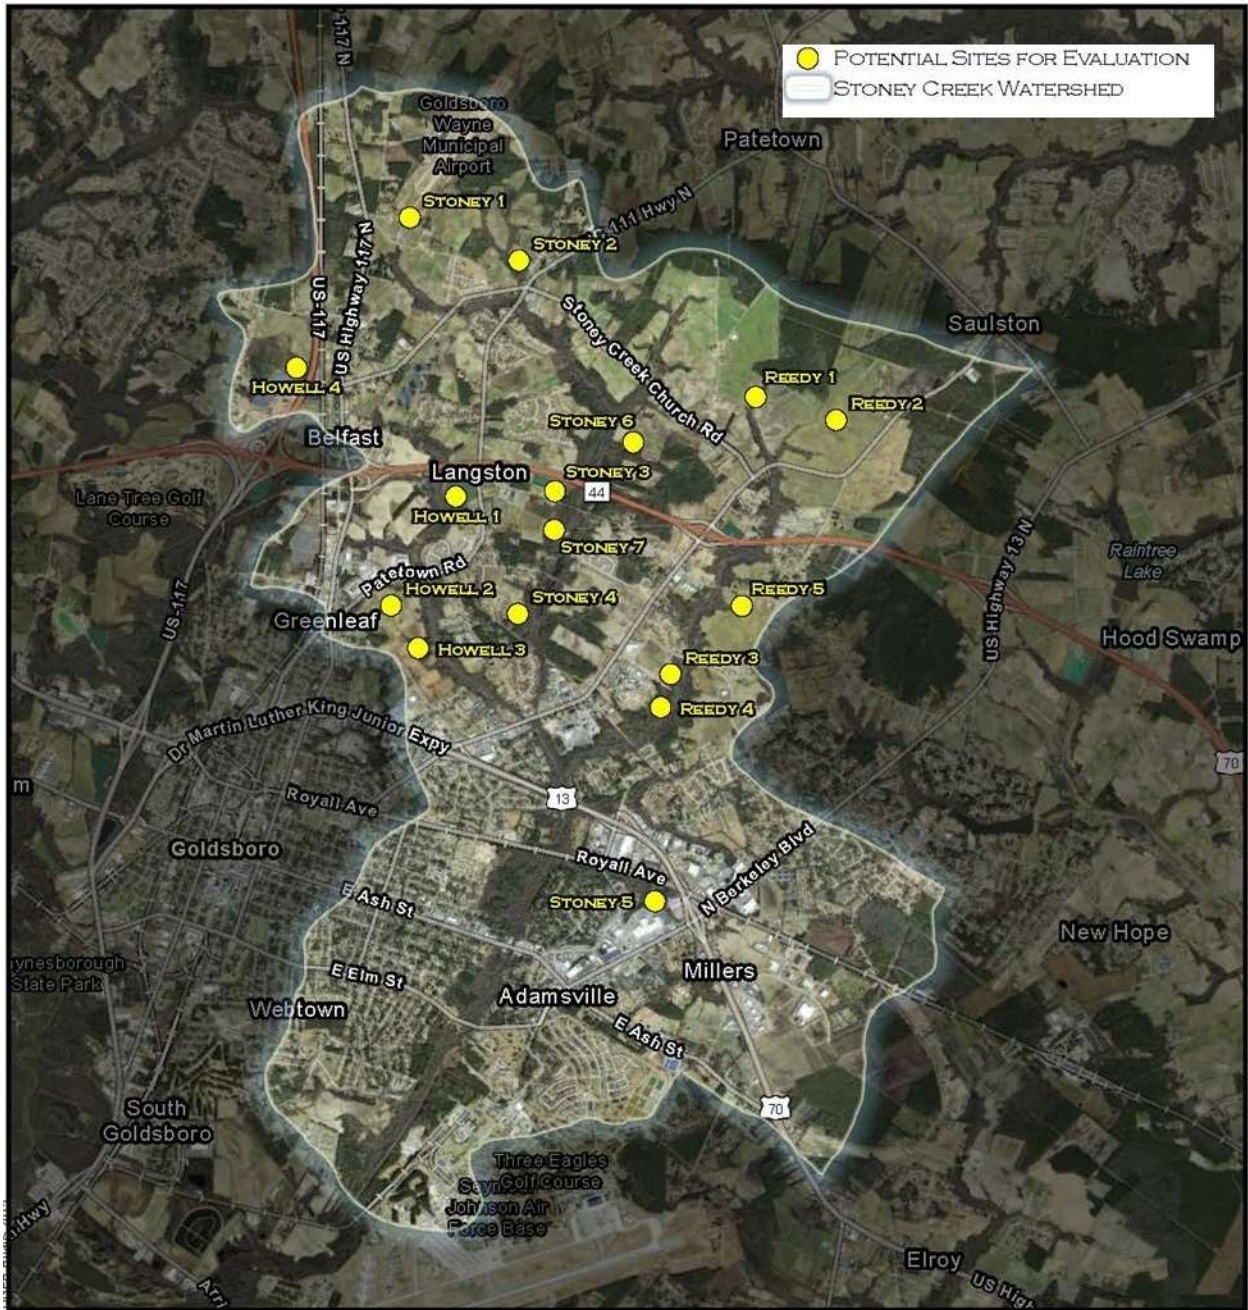 117 N
POTENTIAL SITES FOR EVALUATION
STONEY CREEK WATERSHED
Goldsboro
Wayne
Municipal
Airport
Patetown
STONEY 1
111 Hwy N
STONEY 2
US-117
US Highway 117 N
Stoney Creek Church Rd
Saulston
HOWELL 4
REEDY 1
REEDY 2
STONEY 6
Belfast
Langston
STONEY 3
44
Lane Tree Golf
Course
HOWELL 1
STONEY 7
US Highway 13 N
Raintree
Lake
Patetown Rd
HOWELL 2
STONEY 4
REEDY 5
US-117
Greenleaf
Hood Swamp
HOWELL 3
REEDY 3
REEDY 4
Dr Martin Luther King Junior Expy
70
m
Royall Ave
13
Goldsboro
Royall Ave
N Berkeley Blvd
E Ash St
STONEY 5
New Hope
ynesborough
State Park
E Elm St
Millers
Adamsville
Webtown
E Ash St
70
South
Goldsboro
Three Eagles
Golf Course
Seymour
Johnson Air
Force Base
Hwy
Elroy
US High
Arri